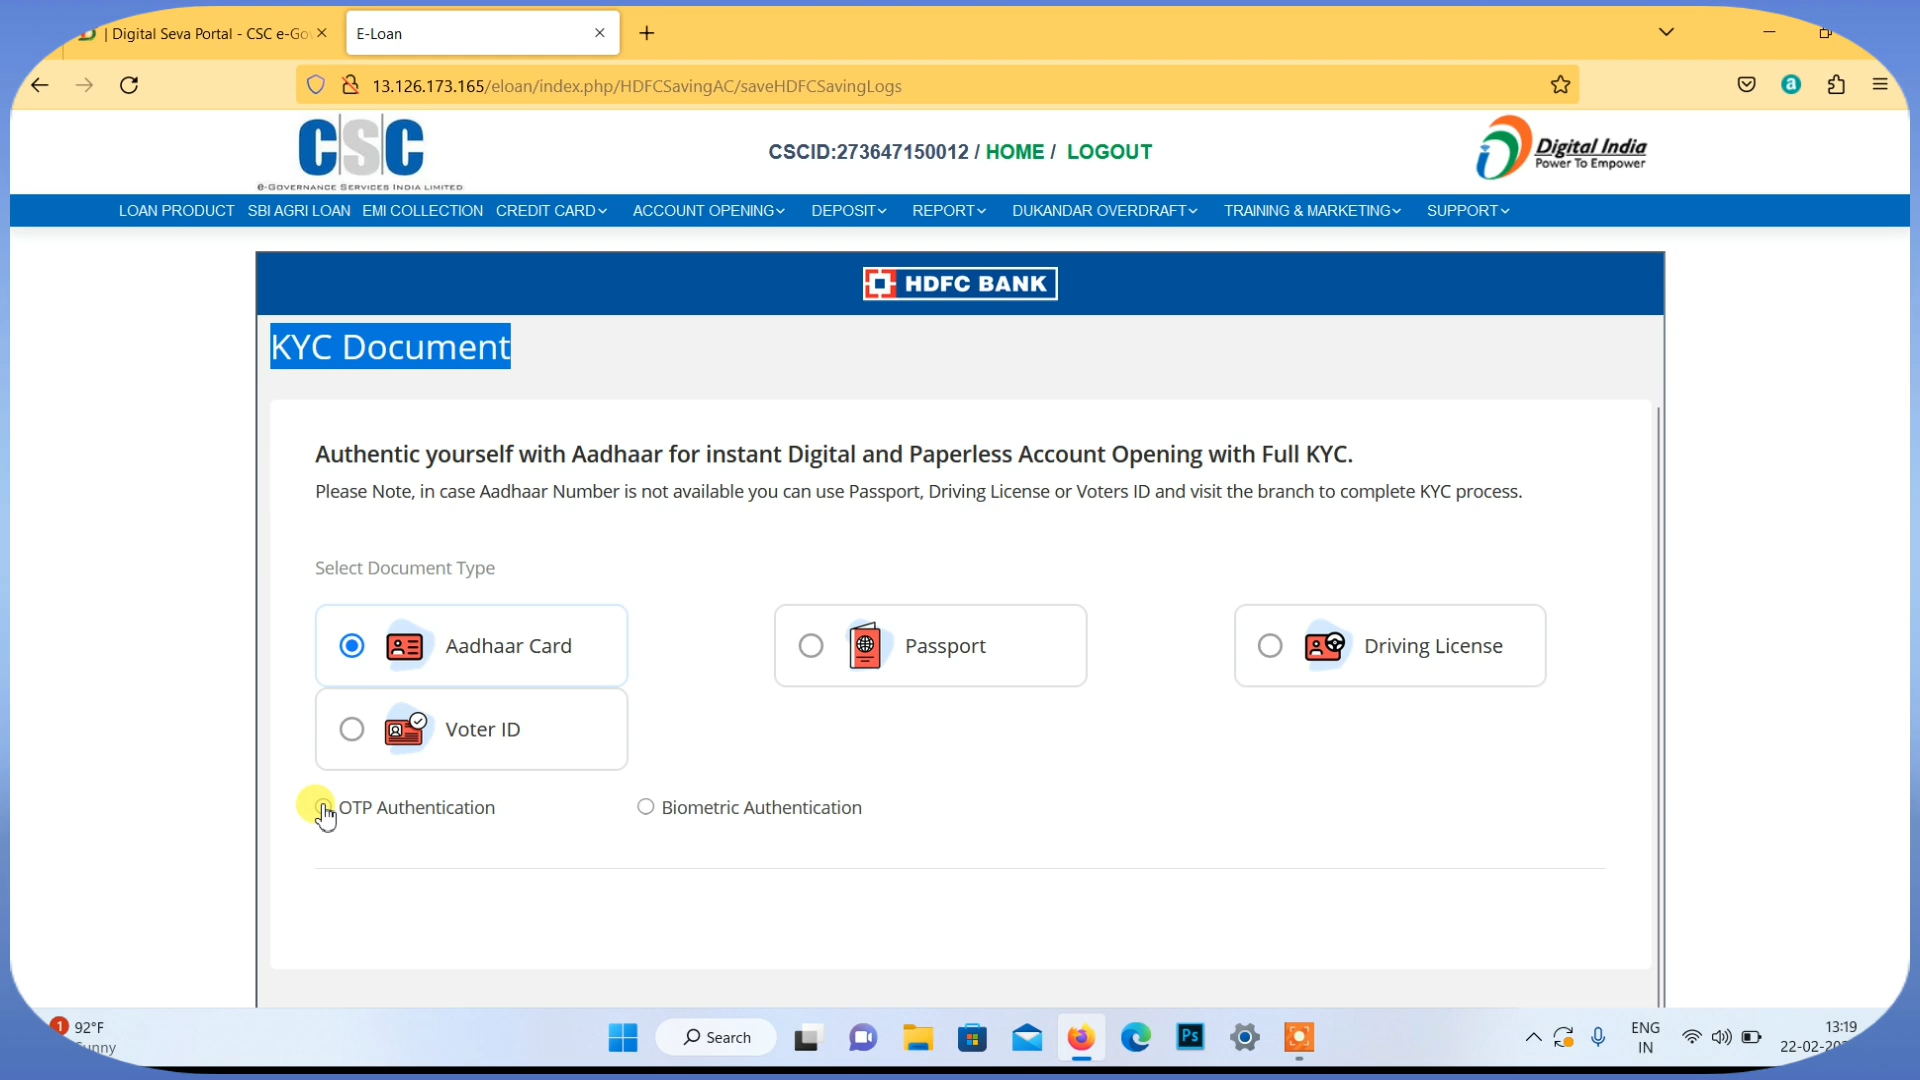 | Digital Seva Portal - CSC e-Go
E-Loan
13.126.173.165/eloan/index.php/HDFCSavingAC/saveHDFCSavingLogs
CSC
e-GOVERNANCE SERVICES INDIA LIMITED
CSCID:273647150012 / HOME / LOGOUT
Digital India
Power To Empower
LOAN PRODUCT SBI AGRI LOAN EMI COLLECTION CREDIT CARD ACCOUNT OPENING DEPOSIT REPORT DUKANDAR OVERDRAFT TRAINING & MARKETING SUPPORT
HDFC BANK
KYC Document
Authentic yourself with Aadhaar for instant Digital and Paperless Account Opening with Full KYC.
Please Note, in case Aadhaar Number is not available you can use Passport, Driving License or Voters ID and visit the branch to complete KYC process.
Select Document Type
Aadhaar Card
Passport
Driving License
Voter ID
OTP Authentication
Biometric Authentication
1
92°F
Search
Ps
ENG
IN
13:19
22-02-20